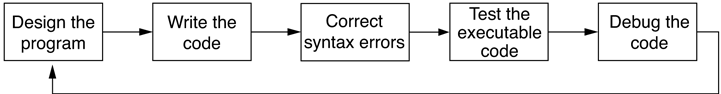 Design the
program
Write the
code
Correct
syntax errors
Test the
executable
code
Debug the
code